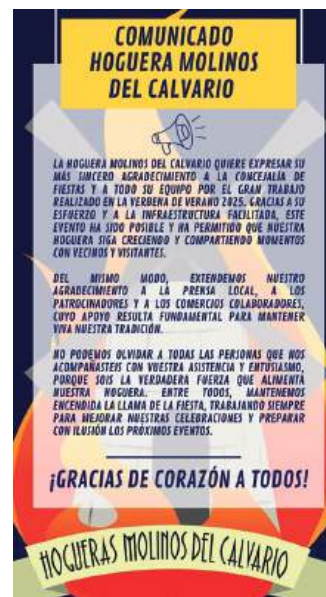 COMUNICADO
HOGUERA MOLINOS
DEL CALVARIO
LA HOGUERA MOLINOS DEL CALVARIO QUIERE EXPRESAR SU
MÁS SINCERO AGRADECIMIENTO A LA CONCEJALÍA DE
FIESTAS Y A TODO SU EQUIPO POR EL GRAN TRABAJO
REALIZADO EN LA VERBENA DE VERANO 2025. GRACIAS A SU
ESFUERZO Y A LA INFRAESTRUCTURA FACILITADA, ESTE
EVENTO HA SIDO POSIBLE Y HA PERMITIDO QUE NUESTRA
HOGUERA SIGA CRECIENDO Y COMPARTIENDO MOMENTOS
CON VECINOS Y VISITANTES.
DEL MISMO MODO, EXTENDEMOS NUESTRO
AGRADECIMIENTO A LA PRENSA LOCAL, A LOS
PATROCINADORES Y A LOS COMERCIOS COLABORADORES,
CUYO APOYO RESULTA FUNDAMENTAL PARA MANTENER
VIVA NUESTRA TRADICIÓN.
NO PODEMOS OLVIDAR A TODAS LAS PERSONAS QUE NOS
ACOMPAÑASTEIS CON VUESTRA ASISTENCIA Y ENTUSIASMO,
PORQUE SOIS LA VERDADERA FUERZA QUE ALIMENTA
NUESTRA HOGUERA. ENTRE TODOS, MANTENEMOS
ENCENDIDA LA LLAMA DE LA FIESTA, TRABAJANDO SIEMPRE
PARA MEJORAR NUESTRAS CELEBRACIONES Y PREPARAR
CON ILUSIÓN LOS PRÓXIMOS EVENTOS.
¡GRACIAS DE CORAZÓN A TODOS!
HOGUERAS MOLINOS DEL CALVARIO